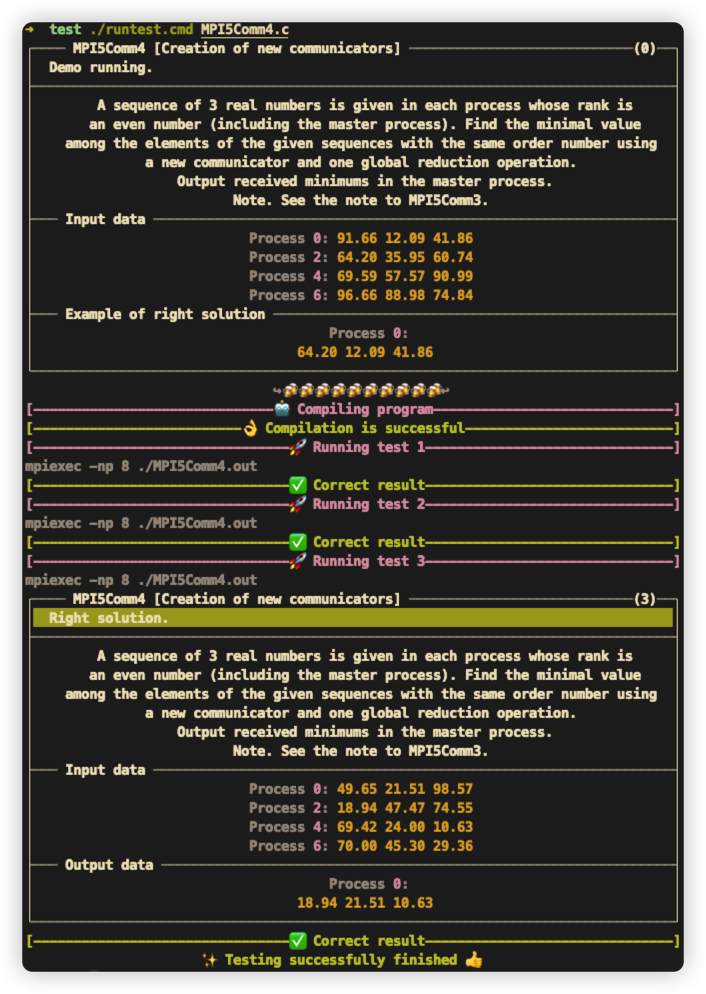 ➜ test ./runtest.cmd MPI5Comm4.c
MPI5Comm4 [Creation of new communicators] (0)
Demo running.
A sequence of 3 real numbers is given in each process whose rank is
an even number (including the master process). Find the minimal value
among the elements of the given sequences with the same order number using
a new communicator and one global reduction operation.
Output received minimums in the master process.
Note. See the note to MPI5Comm3.
Input data
Process 0: 91.66 12.09 41.86
Process 2: 64.20 35.95 60.74
Process 4: 69.59 57.57 90.99
Process 6: 96.66 88.98 74.84
Example of right solution
Process 0:
64.20 12.09 41.86
Compiling program
Compilation is successful
Running test 1
mpiexec -np 8 ./MPI5Comm4.out
Correct result
Running test 2
mpiexec -np 8 ./MPI5Comm4.out
Correct result
Running test 3
mpiexec -np 8 ./MPI5Comm4.out
MPI5Comm4 [Creation of new communicators] (3)
Right solution.
A sequence of 3 real numbers is given in each process whose rank is
an even number (including the master process). Find the minimal value
among the elements of the given sequences with the same order number using
a new communicator and one global reduction operation.
Output received minimums in the master process.
Note. See the note to MPI5Comm3.
Input data
Process 0: 49.65 21.51 98.57
Process 2: 18.94 47.47 74.55
Process 4: 69.42 24.00 10.63
Process 6: 70.00 45.30 29.36
Output data
Process 0:
18.94 21.51 10.63
Correct result
Testing successfully finished